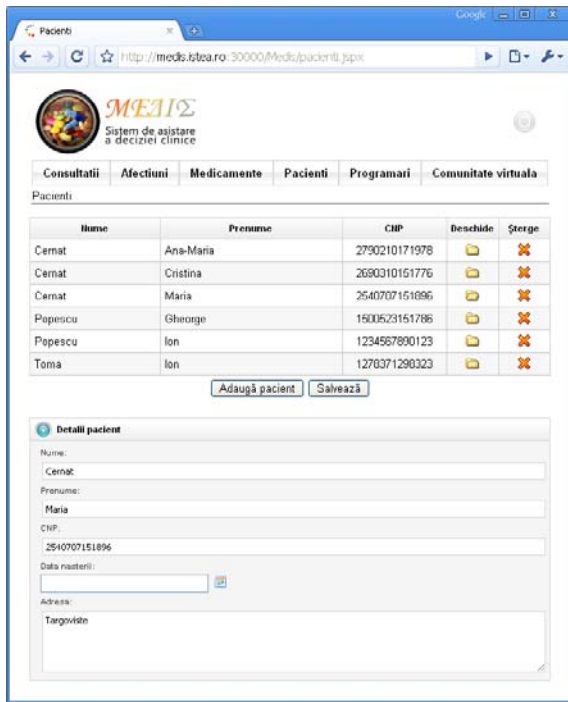 Google
Pacienti
http://medis.istea.ro:30000/Medis/pacienti.jspx
ΜΕΔΙΣ
Sistem de asistare
a deciziei clinice
Consultatii Afectiuni Medicamente Pacienti Programari Comunitate virtuala
Pacienti
Nume Prenume CNP Deschide Şterge
Cernat Ana-Maria 2790210171978
Cernat Cristina 2690310151776
Cernat Maria 2540707151896
Popescu Gheorge 1500523151786
Popescu Ion 1234567890123
Toma Ion 1278371298323
Adaugă pacient Salvează
Detalii pacient
Nume:
Cernat
Prenume:
Maria
CNP:
2540707151896
Data nasterii:
Adresa:
Targoviste